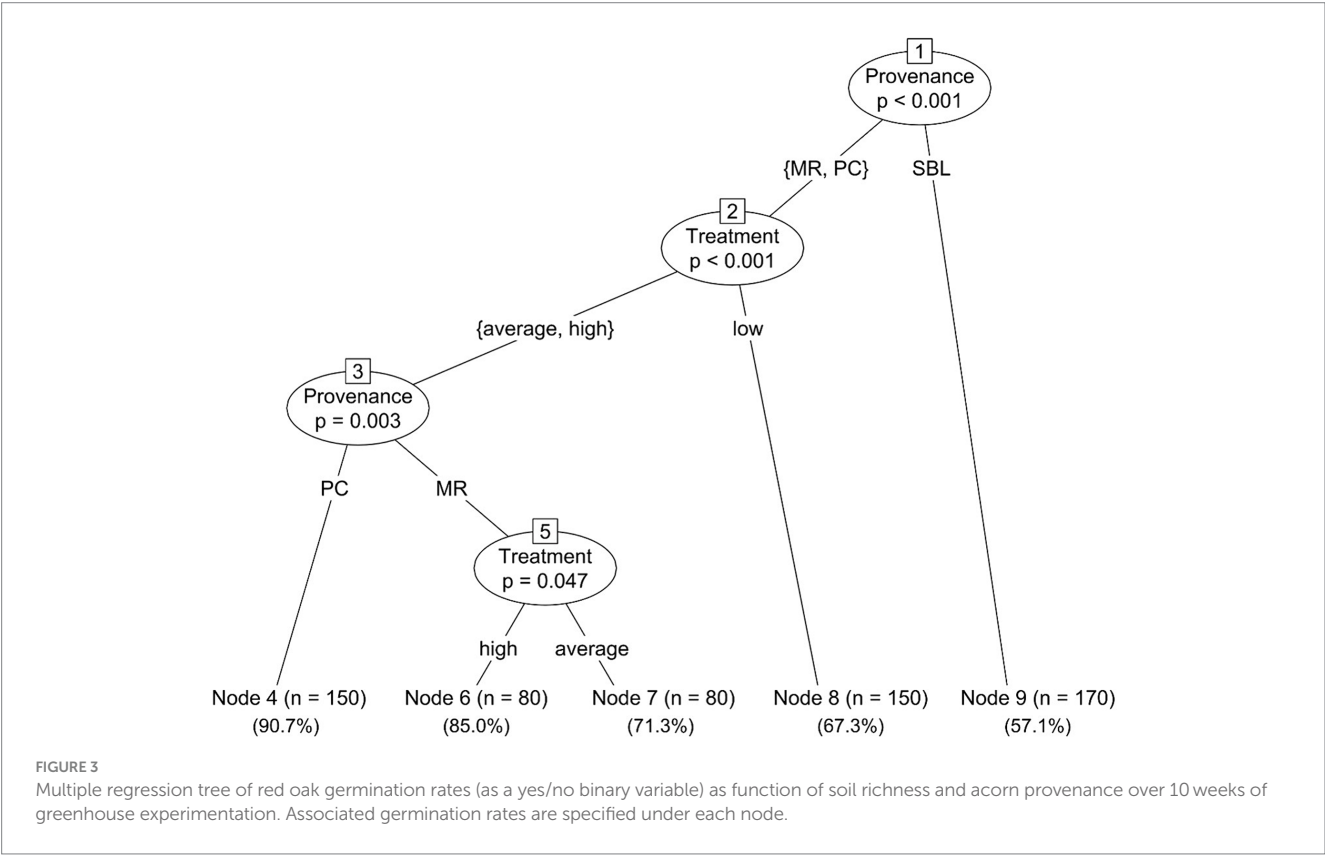 1
Provenance
p < 0.001
{MR, PC}
SBL
2
Treatment
p < 0.001
{average, high}
low
3
Provenance
p = 0.003
PC
MR
5
Treatment
p = 0.047
high
average
Node 4 (n = 150)
(90.7%)
Node 6 (n = 80)
(85.0%)
Node 7 (n = 80)
(71.3%)
Node 8 (n = 150)
(67.3%)
Node 9 (n = 170)
(57.1%)
FIGURE 3
Multiple regression tree of red oak germination rates (as a yes/no binary variable) as function of soil richness and acorn provenance over 10 weeks of
greenhouse experimentation. Associated germination rates are specified under each node.